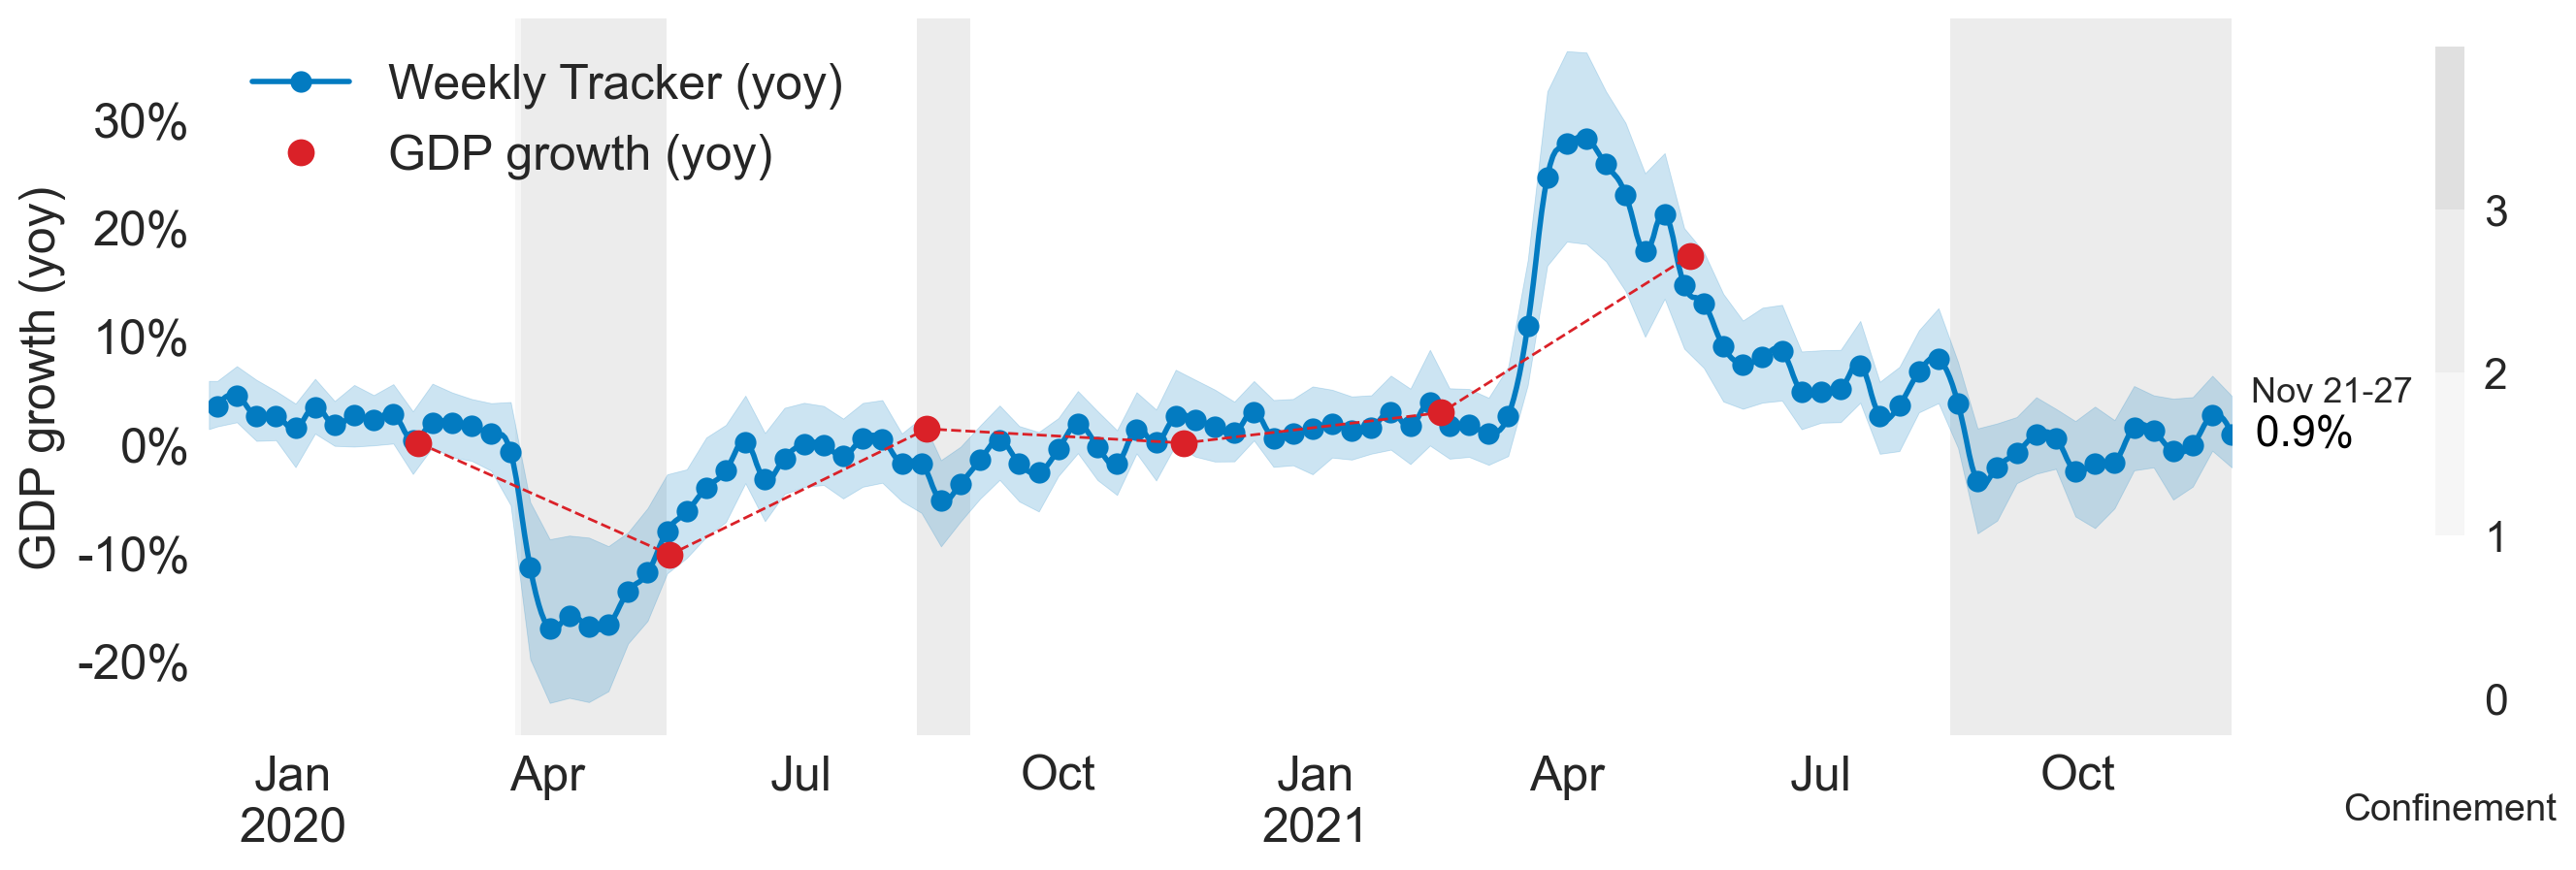 Weekly Tracker (yoy)
GDP growth (yoy)
GDP growth (yoy)
30%
20%
10%
0%
-10%
-20%
Jan
2020
Apr
Jul
Oct
Jan
2021
Apr
Jul
Oct
Nov 21-27
0.9%
3
2
1
0
Confinement